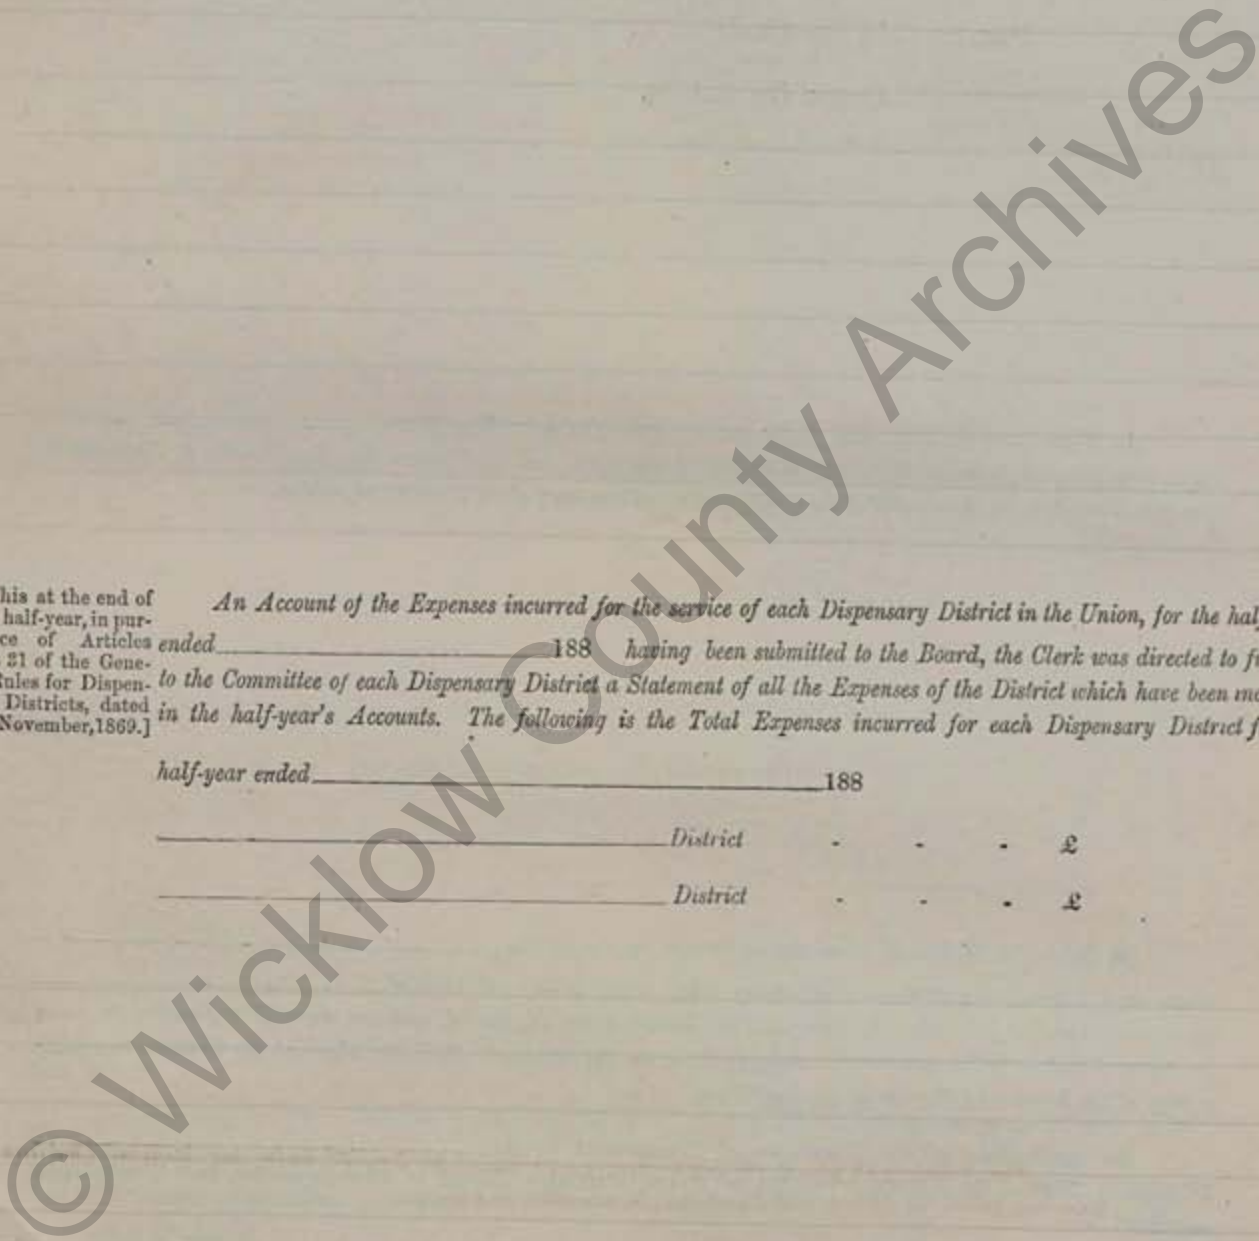 his at the end of
half-year, in pur-
ce of Articles
21 of the Gene-
Rules for Dispen-
Districts, dated
November, 1869.]
An Account of the Expenses incurred for the service of each Dispensary District in the Union, for the hal
ended 188 having been submitted to the Board, the Clerk was directed to f
to the Committee of each Dispensary District a Statement of all the Expenses of the District which have been m
in the half-year's Accounts. The following is the Total Expenses incurred for each Dispensary District f
half-year ended 188
District - - - £
District - - - £
© Wicklow County Archives